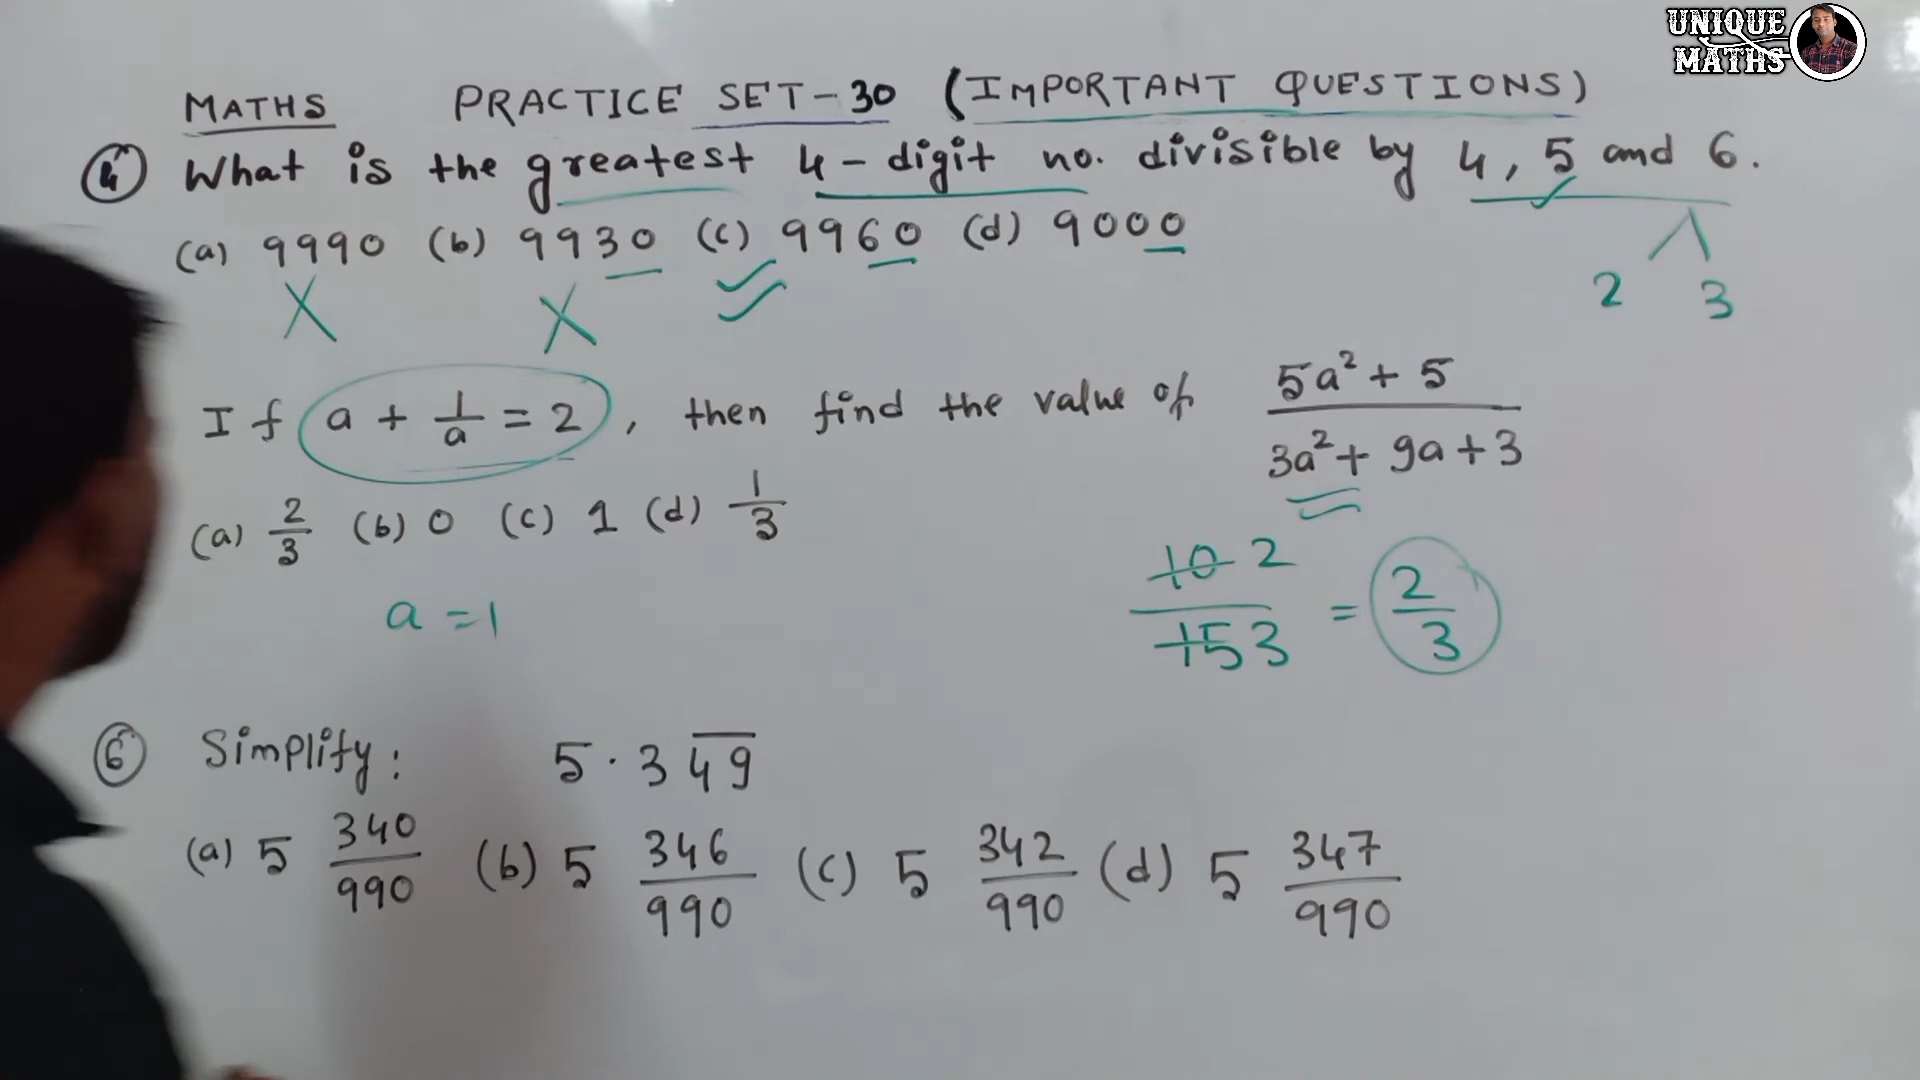 UNIQUE
MATHS
MATHS PRACTICE SET-30 (IMPORTANT QUESTIONS)
④ What is the greatest 4-digit no. divisible by 4, 5 and 6.
(a) 9990 (b) 9930 (c) 9960 (d) 9000
2 3
If a + 1/a = 2, then find the value of (5a² + 5)/(3a² + 9a + 3)
(a) 2/3 (b) 0 (c) 1 (d) 1/3
10 2 / 15 3 = 2/3
a = 1
⑥ Simplify: 5.34̅9̅
(a) 5 340/990 (b) 5 346/990 (c) 5 342/990 (d) 5 347/990